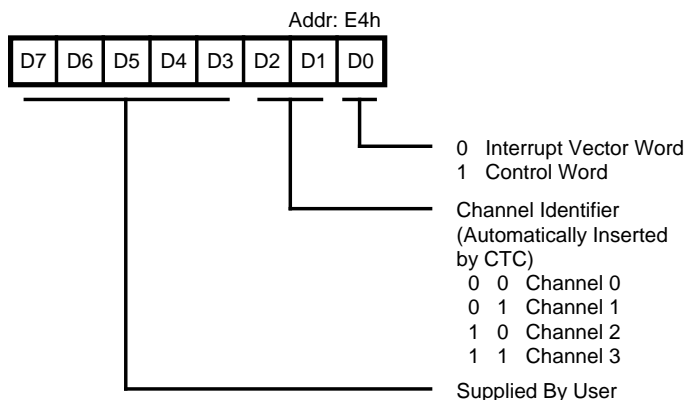 Addr: E4h
D7 D6 D5 D4 D3 D2 D1 D0
0 Interrupt Vector Word
1 Control Word
Channel Identifier
(Automatically Inserted
by CTC)
0 0 Channel 0
0 1 Channel 1
1 0 Channel 2
1 1 Channel 3
Supplied By User